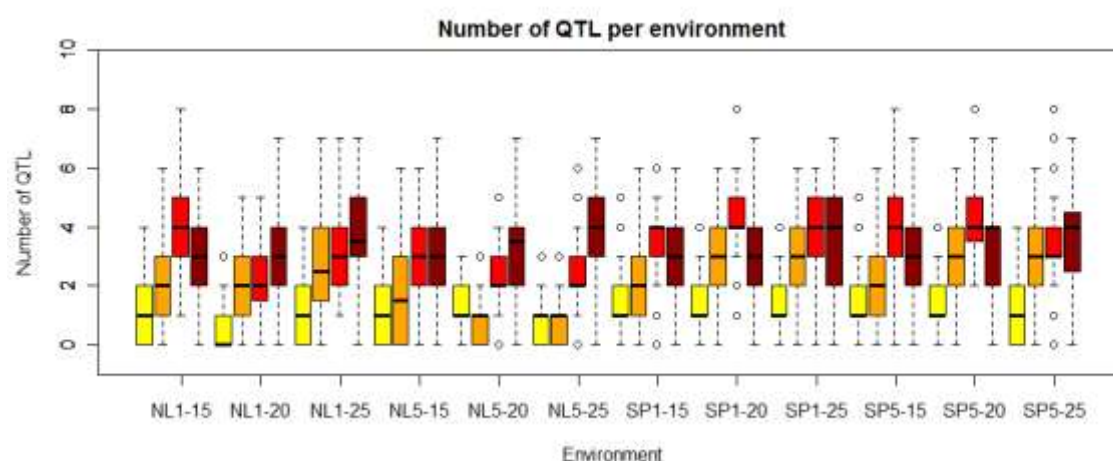 Number of QTL per environment
Number of QTL
10
8
6
4
2
0
NL1-15 NL1-20 NL1-25 NL5-15 NL5-20 NL5-25 SP1-15 SP1-20 SP1-25 SP5-15 SP5-20 SP5-25
Environment